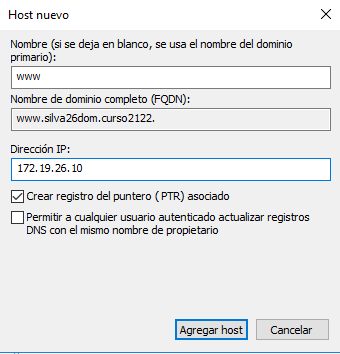 Host nuevo
Nombre (si se deja en blanco, se usa el nombre del dominio
primario):
www
Nombre de dominio completo (FQDN):
www.silva26dom.curso2122.
Dirección IP:
172.19.26.10
Crear registro del puntero (PTR) asociado
Permitir a cualquier usuario autenticado actualizar registros
DNS con el mismo nombre de propietario
Agregar host
Cancelar